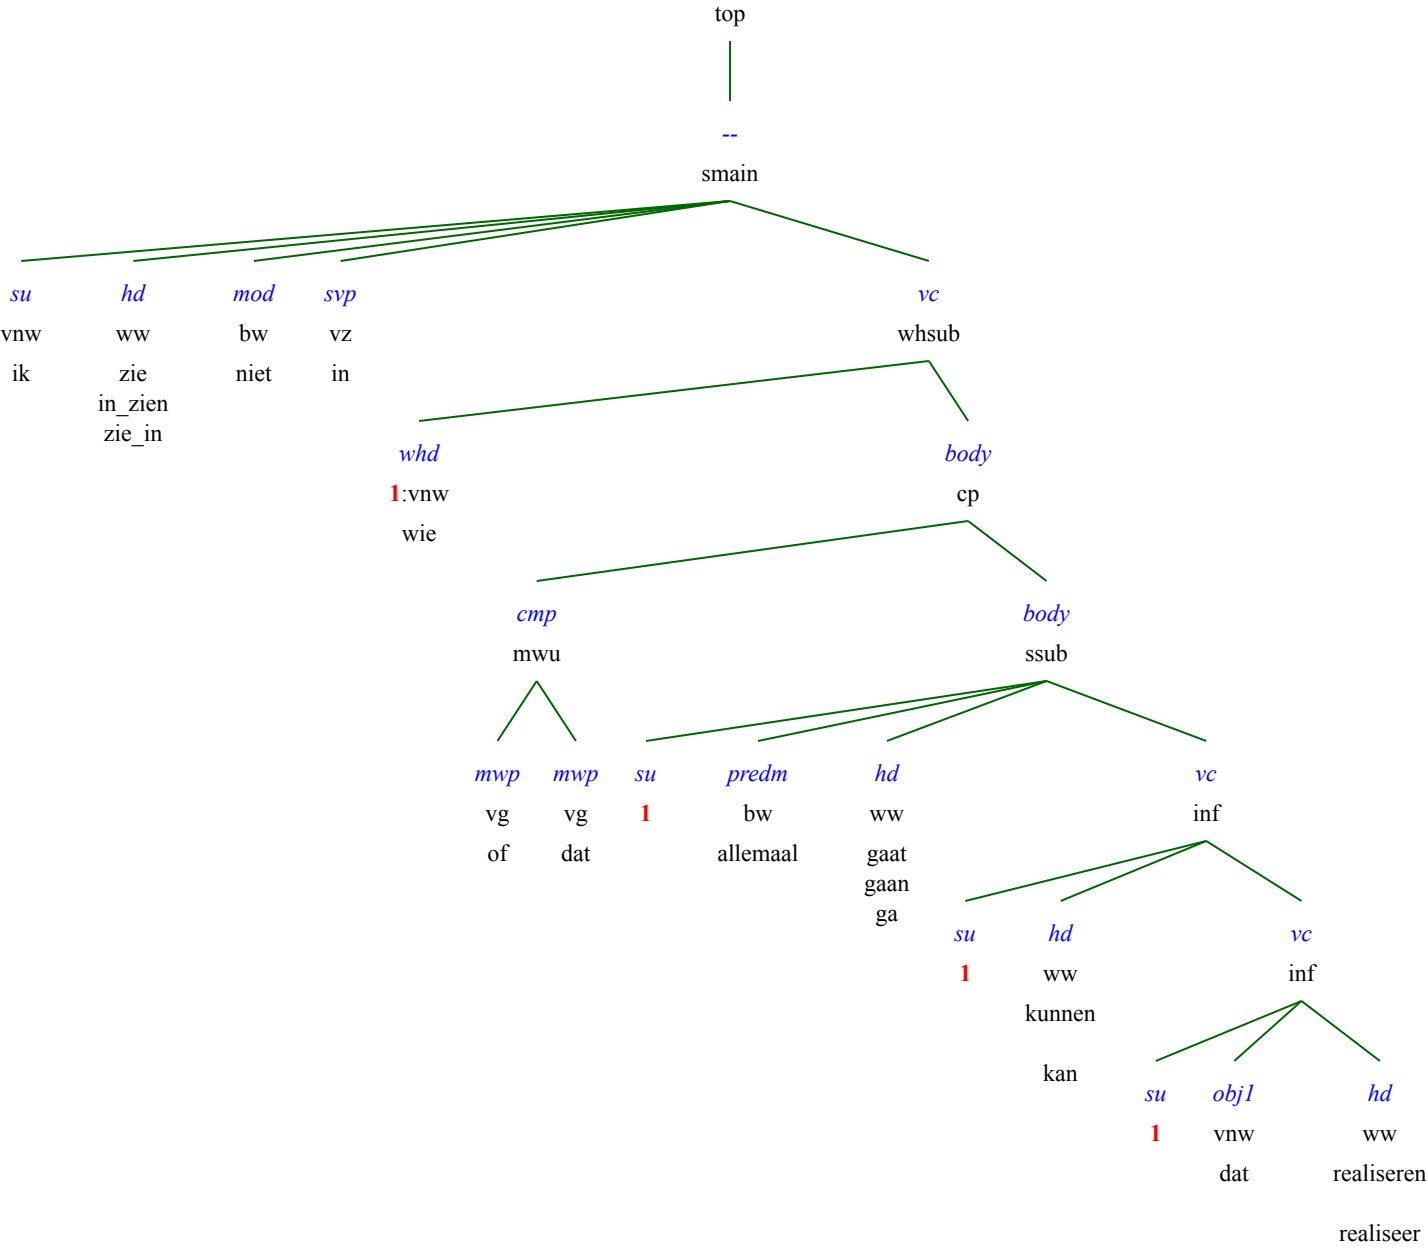 top
--
smain
su hd mod svp vc
vnw ww bw vz whsub
ik zie niet in
in_zien
zie_in
whd body
1:vnw cp
wie
cmp body
mwu ssub
mwp mwp su predm hd vc
vg vg 1 bw ww inf
of dat allemaal gaat
gaan
ga
su hd vc
1 ww inf
kunnen
kan
su obj1 hd
1 vnw ww
dat realiseren
realiseer